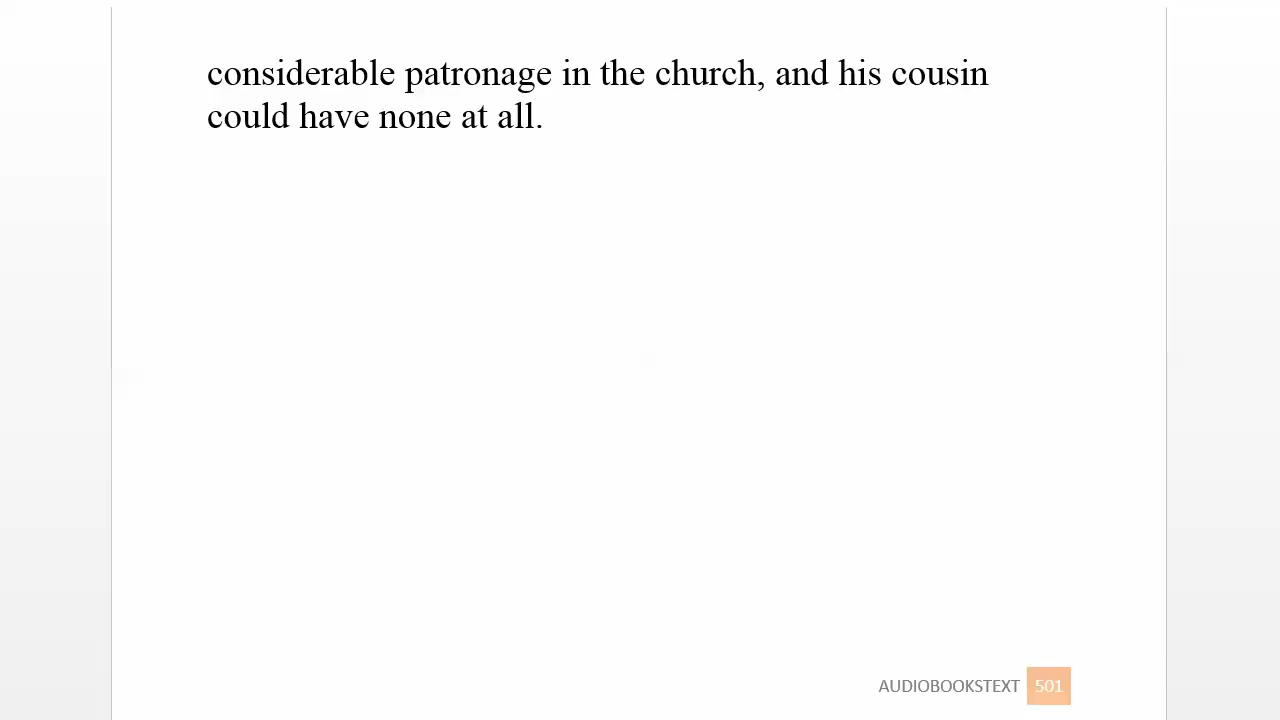 considerable patronage in the church, and his cousin
could have none at all.
AUDIOBOOKSTEXT 501